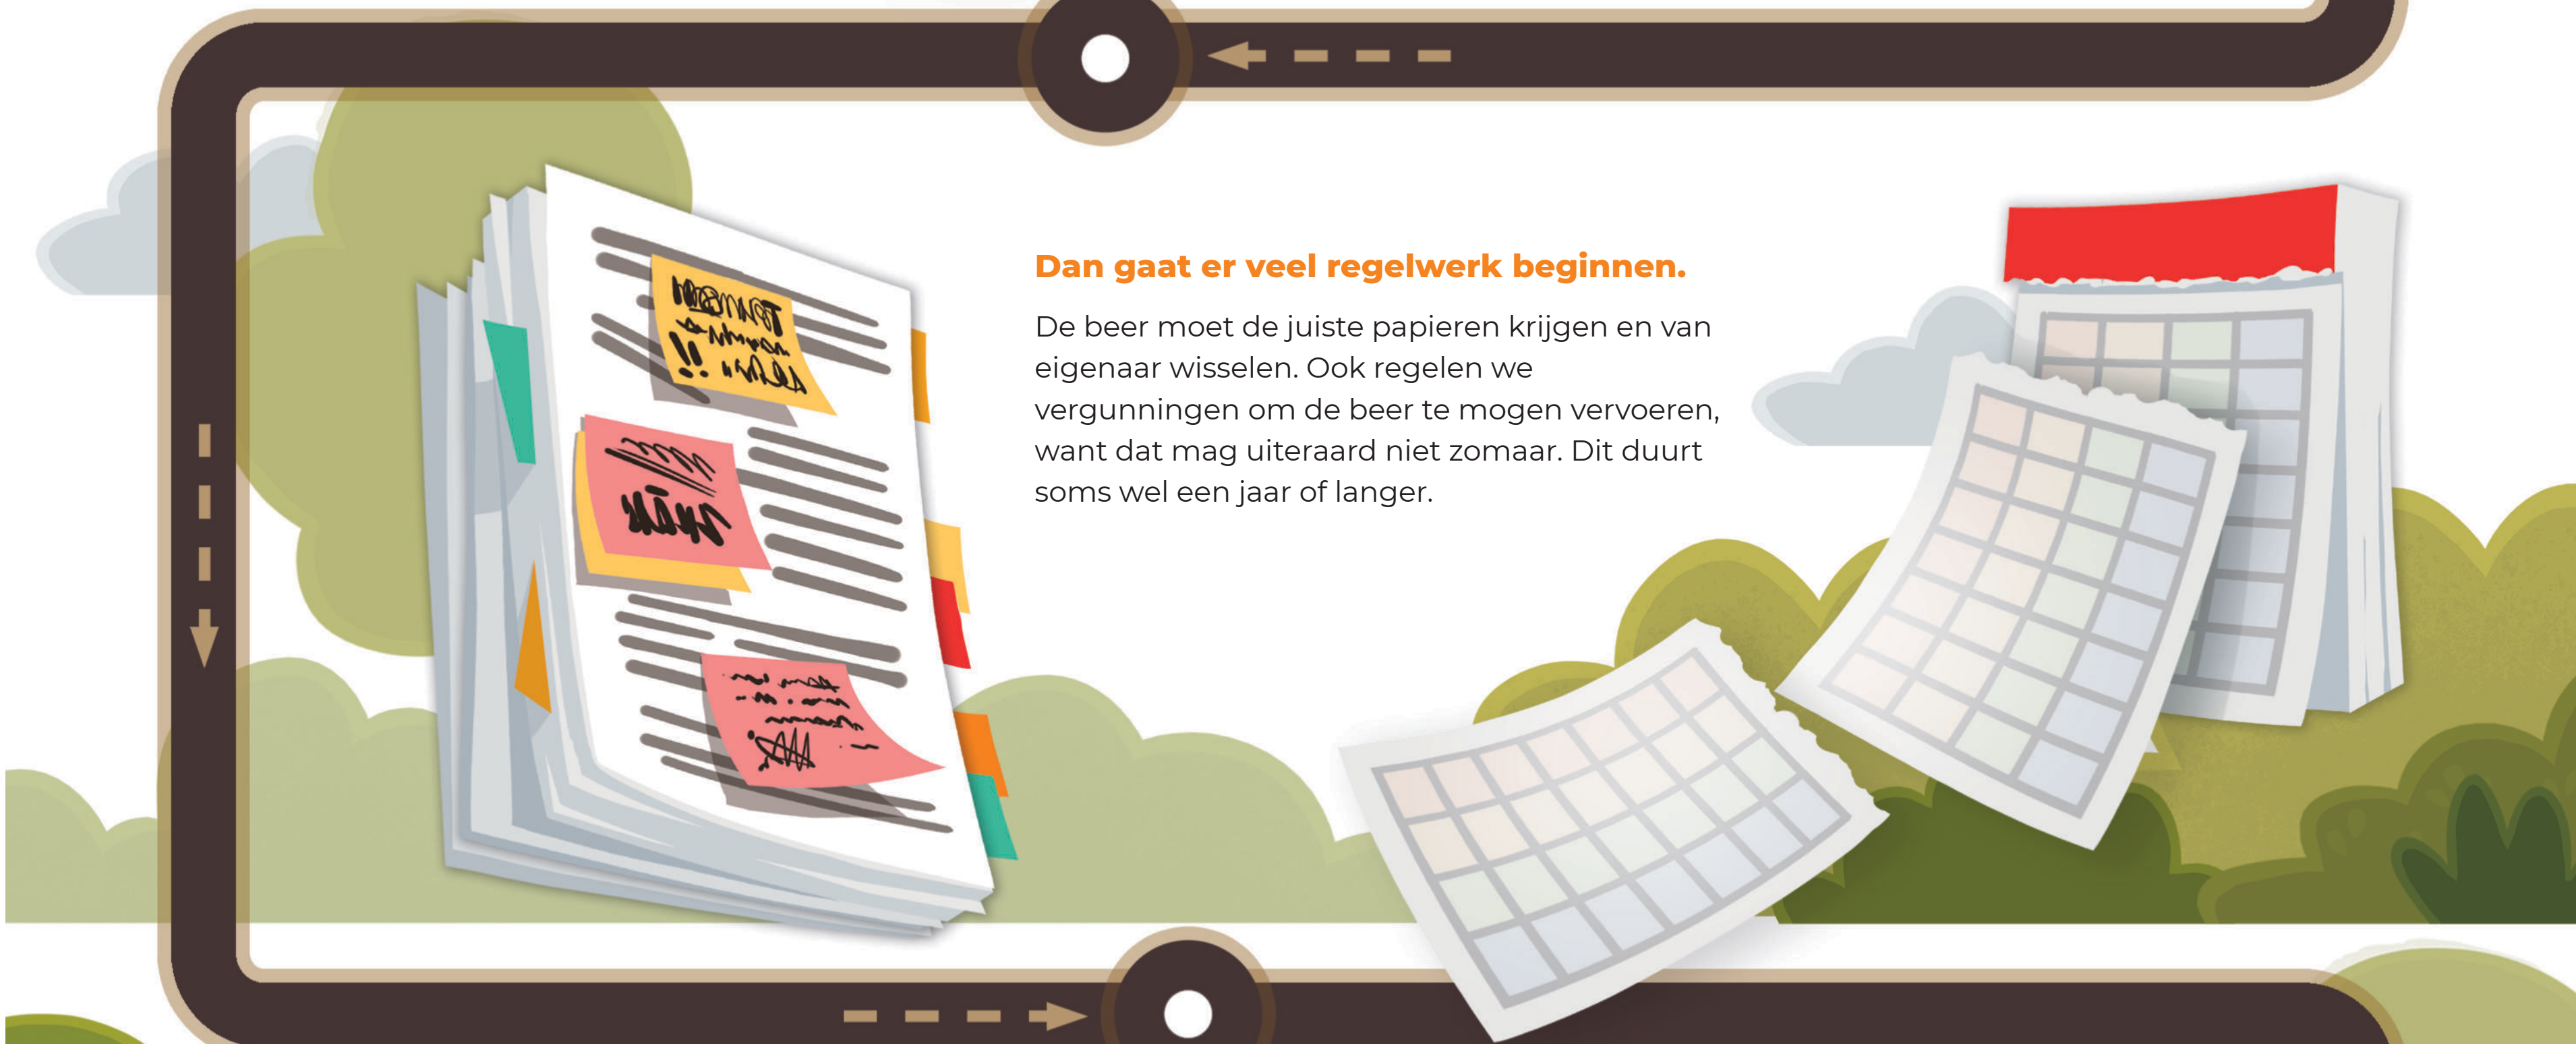 Dan gaat er veel regelwerk beginnen.
De beer moet de juiste papieren krijgen en van
eigenaar wisselen. Ook regelen we
vergunningen om de beer te mogen vervoeren,
want dat mag uiteraard niet zomaar. Dit duurt
soms wel een jaar of langer.